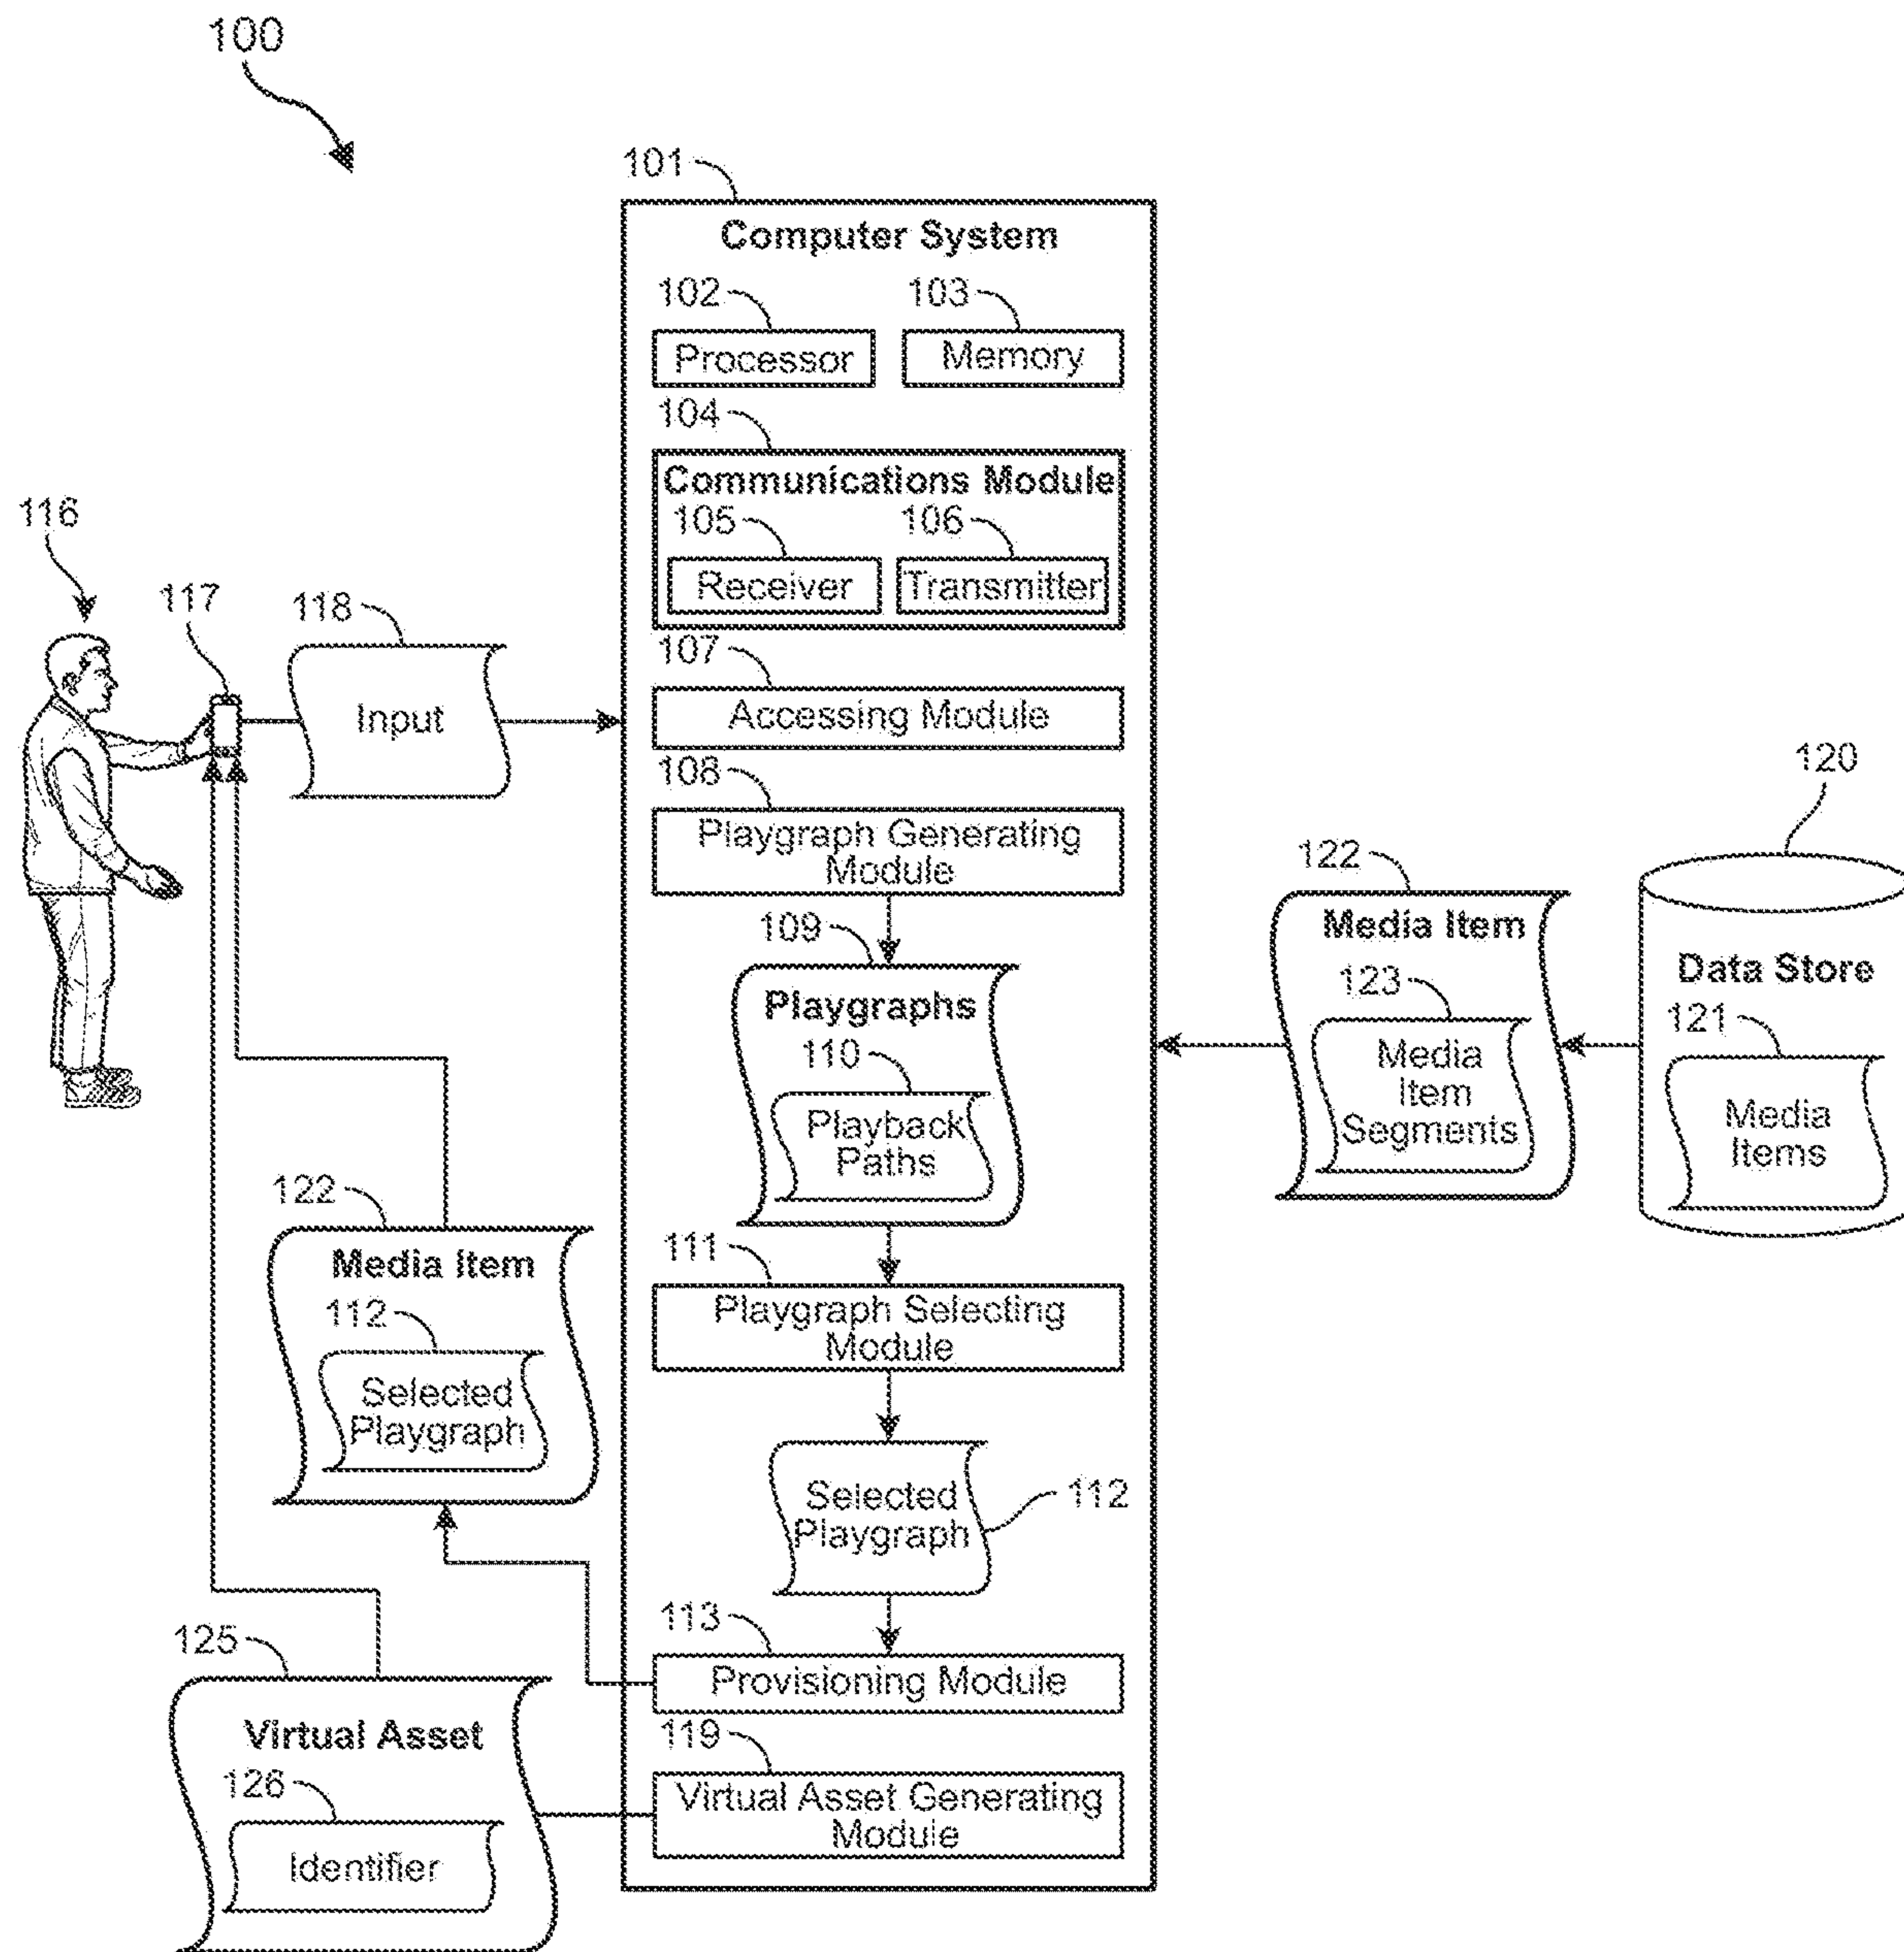 100
101
Computer System
102
103
Processor
Memory
104
Communications Module
105
106
Receiver
Transmitter
107
Accessing Module
108
Playgraph Generating
Module
109
Playgraphs
110
Playback
Paths
111
Playgraph Selecting
Module
Selected
Playgraph
112
113
Provisioning Module
119
Virtual Asset Generating
Module
116
117
118
Input
122
Media Item
112
Selected
Playgraph
125
Virtual Asset
126
Identifier
122
Media Item
123
Media
Item
Segments
120
Data Store
121
Media
Items